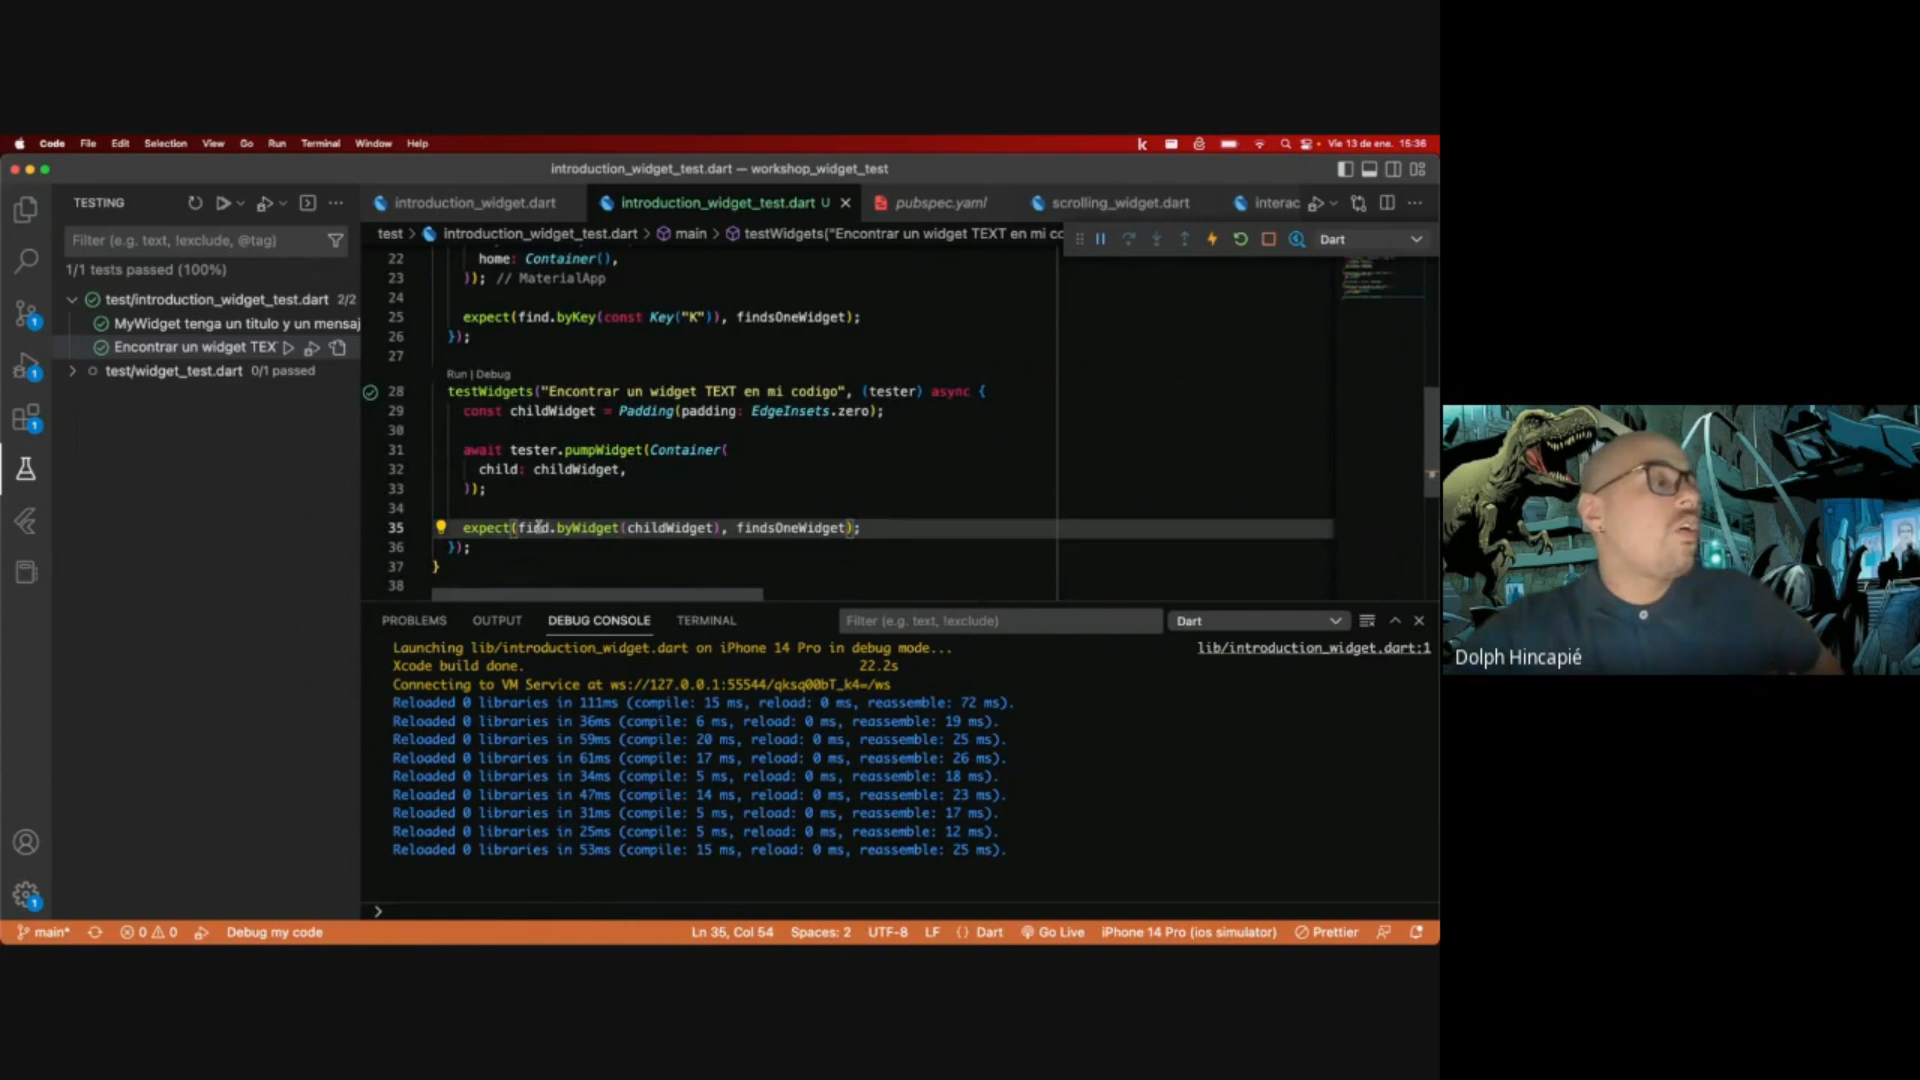 Code File Edit Selection View Go Run Terminal Window Help
Vie 13 de ene. 15:36
introduction_widget_test.dart — workshop_widget_test
TESTING
introduction_widget.dart
introduction_widget_test.dart U
pubspec.yaml
scrolling_widget.dart
interac
Filter (e.g. text, !exclude, @tag)
1/1 tests passed (100%)
test/introduction_widget_test.dart 2/2
MyWidget tenga un titulo y un mensaj
Encontrar un widget TEX
test/widget_test.dart 0/1 passed
test > introduction_widget_test.dart > main > testWidgets("Encontrar un widget TEXT en mi co
Dart
22 home: Container(),
23 )); // MaterialApp
24
25 expect(find.byKey(const Key("K")), findsOneWidget);
26 });
27
Run | Debug
28 testWidgets("Encontrar un widget TEXT en mi codigo", (tester) async {
29 const childWidget = Padding(padding: EdgeInsets.zero);
30
31 await tester.pumpWidget(Container(
32 child: childWidget,
33 ));
34
35 expect(find.byWidget(childWidget), findsOneWidget);
36 });
37 }
38
PROBLEMS OUTPUT DEBUG CONSOLE TERMINAL
Filter (e.g. text, !exclude)
Dart
Launching lib/introduction_widget.dart on iPhone 14 Pro in debug mode...
lib/introduction_widget.dart:1
Xcode build done. 22.2s
Connecting to VM Service at ws://127.0.0.1:55544/qksq00bT_k4=/ws
Reloaded 0 libraries in 111ms (compile: 15 ms, reload: 0 ms, reassemble: 72 ms).
Reloaded 0 libraries in 36ms (compile: 6 ms, reload: 0 ms, reassemble: 19 ms).
Reloaded 0 libraries in 59ms (compile: 20 ms, reload: 0 ms, reassemble: 25 ms).
Reloaded 0 libraries in 61ms (compile: 17 ms, reload: 0 ms, reassemble: 26 ms).
Reloaded 0 libraries in 34ms (compile: 5 ms, reload: 0 ms, reassemble: 18 ms).
Reloaded 0 libraries in 47ms (compile: 14 ms, reload: 0 ms, reassemble: 23 ms).
Reloaded 0 libraries in 31ms (compile: 5 ms, reload: 0 ms, reassemble: 17 ms).
Reloaded 0 libraries in 25ms (compile: 5 ms, reload: 0 ms, reassemble: 12 ms).
Reloaded 0 libraries in 53ms (compile: 15 ms, reload: 0 ms, reassemble: 25 ms).
main* 0 0 Debug my code
Ln 35, Col 54 Spaces: 2 UTF-8 LF {} Dart Go Live iPhone 14 Pro (ios simulator) Prettier
Dolph Hincapié